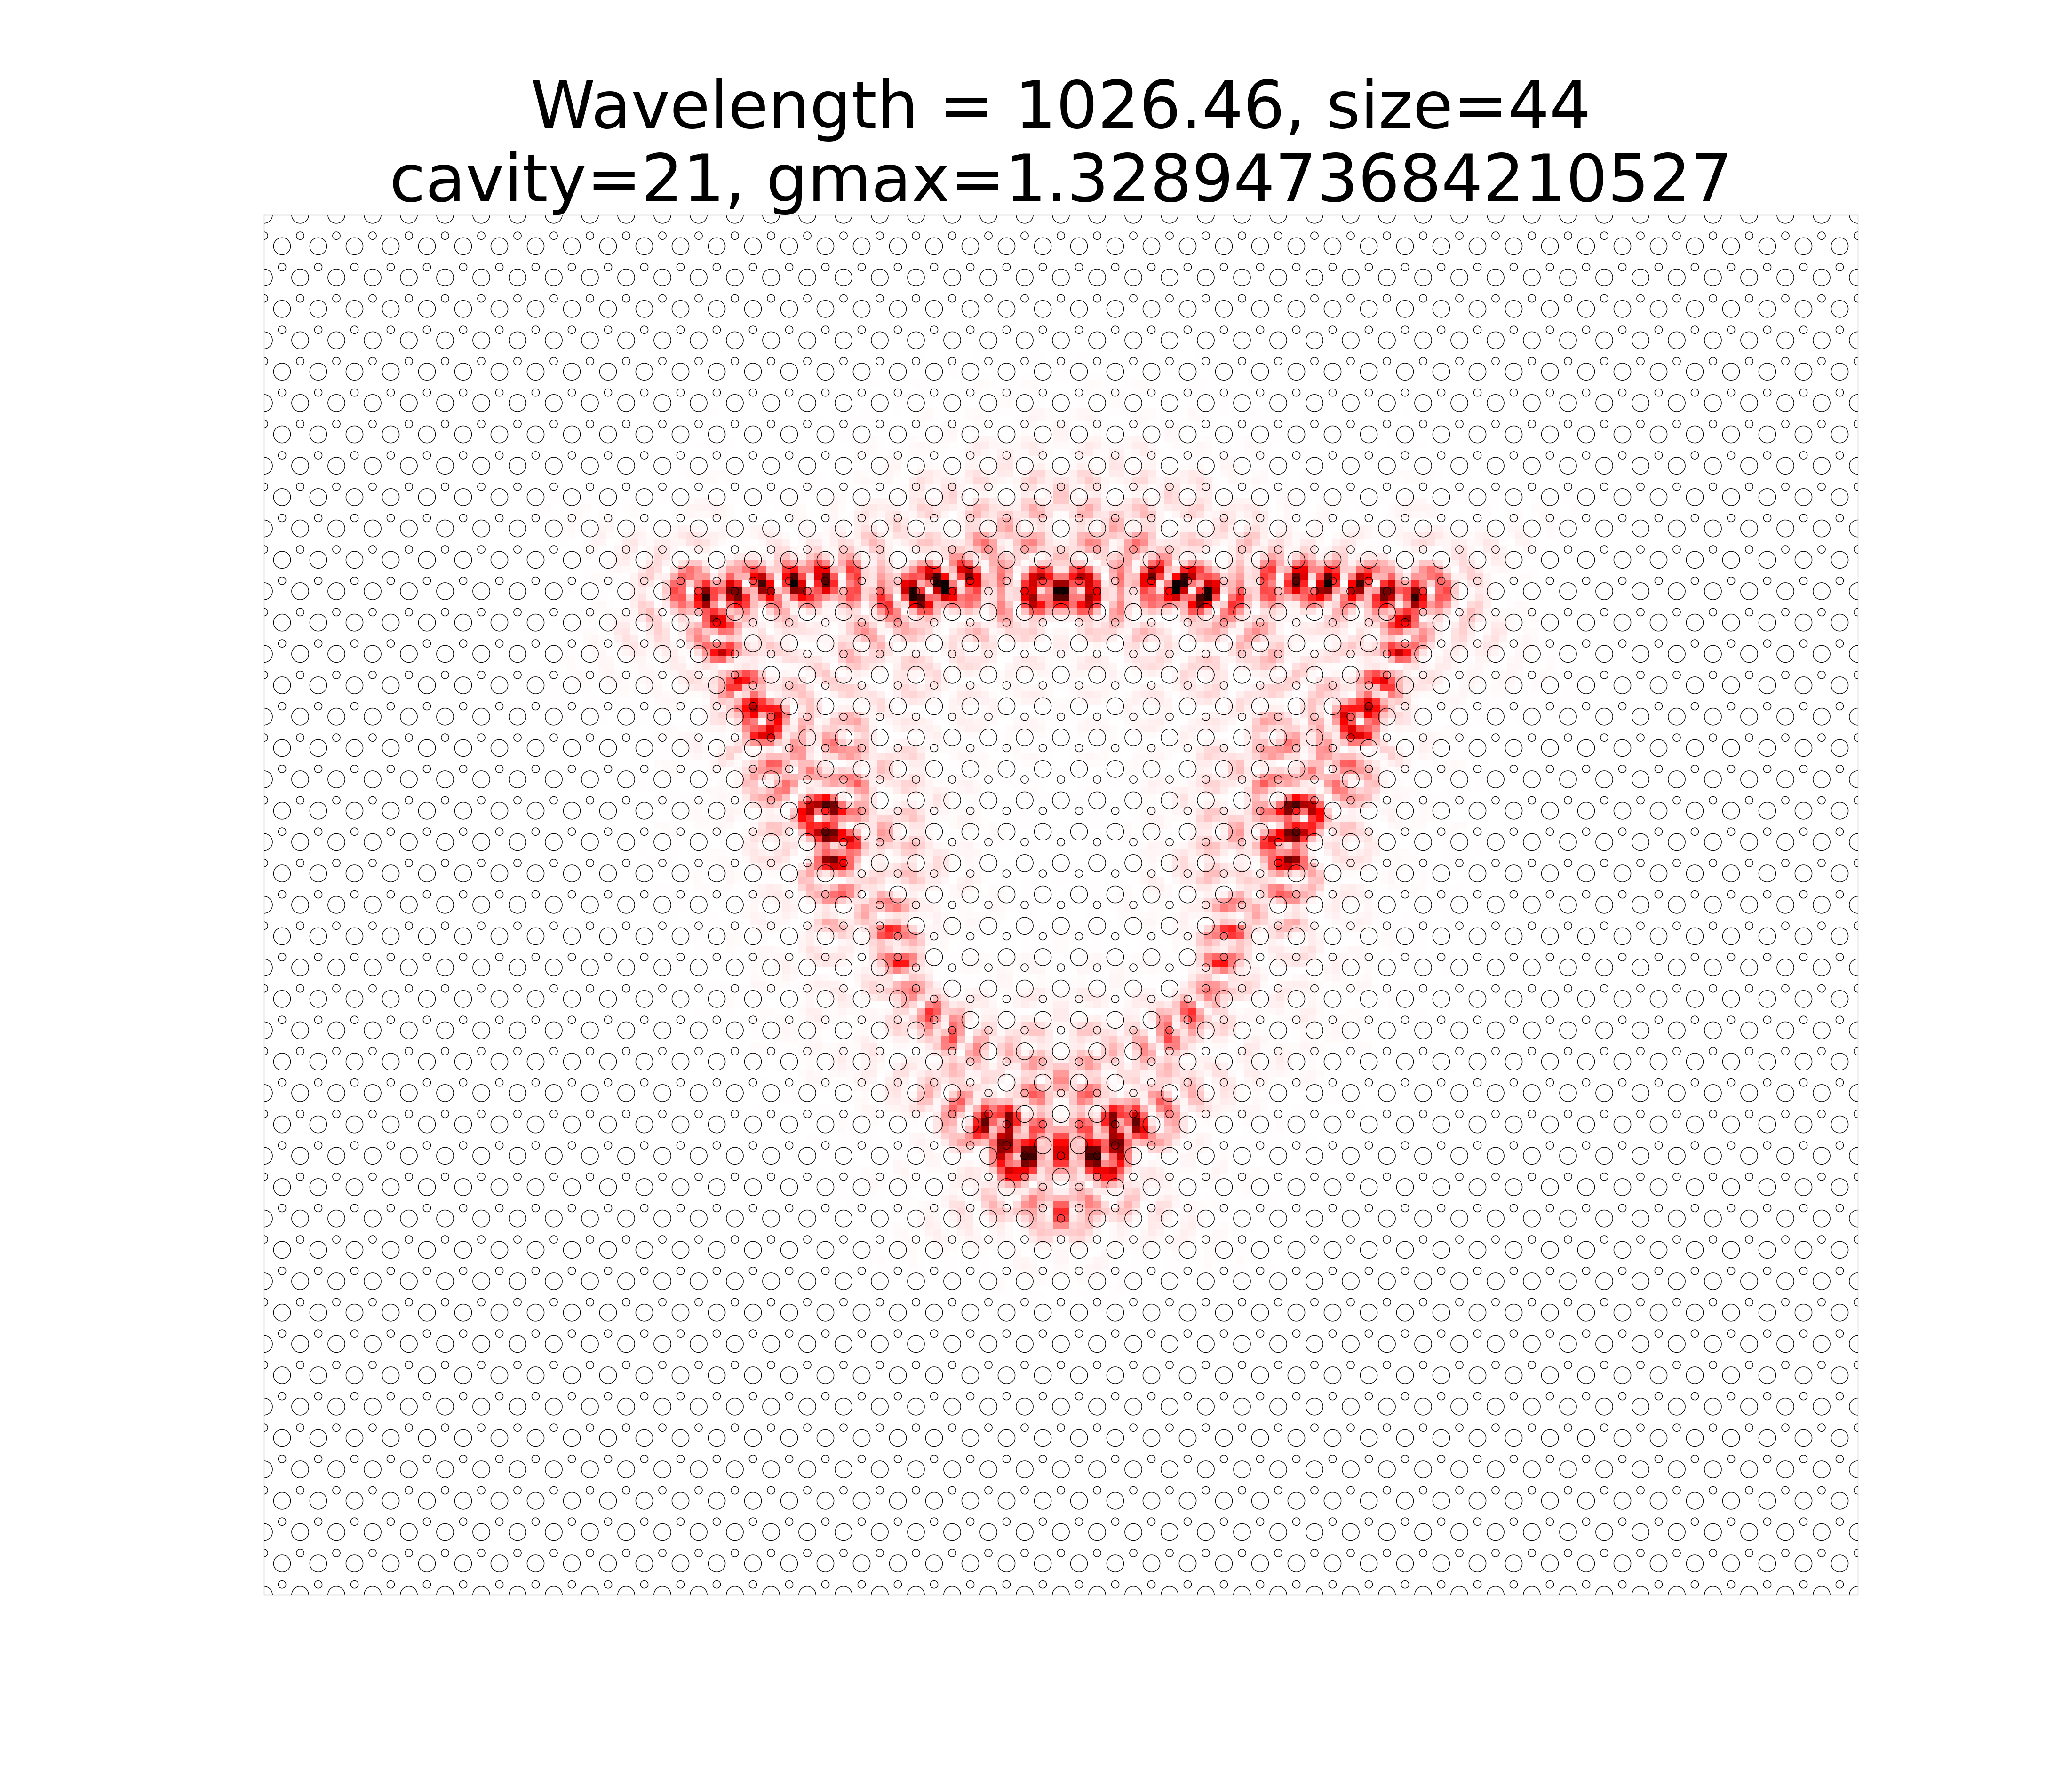 Wavelength = 1026.46, size=44
cavity=21, gmax=1.3289473684210527